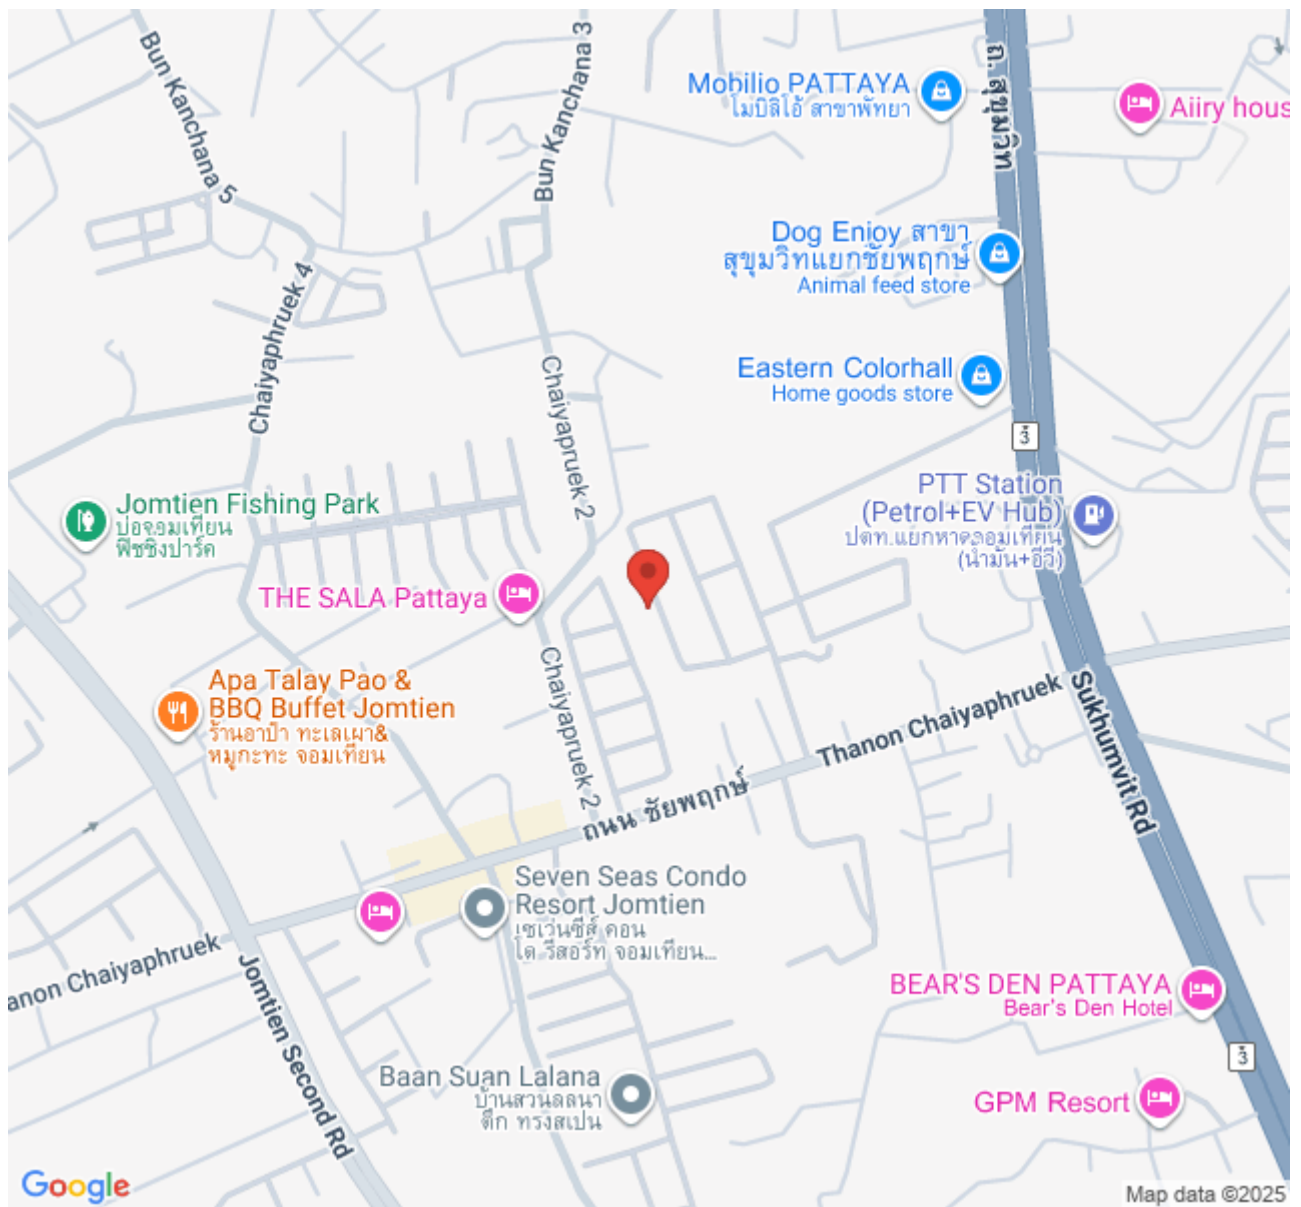 Bun Kanchana 5
Bun Kanchana 3
ถ. สุขุมวิท
Mobilio PATTAYA
โมบิลิโอ้ สาขาพัทยา
Aiiry hous
Dog Enjoy สาขา
สุขุมวิทแยกชัยพฤกษ์
Animal feed store
Chaiyaphruek 4
Chaiyapruek 2
Eastern Colorhall
Home goods store
3
Jomtien Fishing Park
บ่อจอมเทียน
ฟิชชิ่งปาร์ค
PTT Station
(Petrol+EV Hub)
ปตท.แยกหาดจอมเทียน
(น้ำมัน+อีวี)
THE SALA Pattaya
Chaiyapruek 2
Apa Talay Pao &
BBQ Buffet Jomtien
ร้านอาป๋า ทะเลเผา&
หมูกะทะ จอมเทียน
Thanon Chaiyaphruek
Sukhumvit Rd
ถนน ชัยพฤกษ์
Seven Seas Condo
Resort Jomtien
เซเว่นซีส์ คอน
โด รีสอร์ท จอมเทียน...
anon Chaiyaphruek
Jomtien Second Rd
BEAR'S DEN PATTAYA
Bear's Den Hotel
3
Baan Suan Lalana
บ้านสวนลลนา
ตึก ทรงสเปน
GPM Resort
Google
Map data ©2025